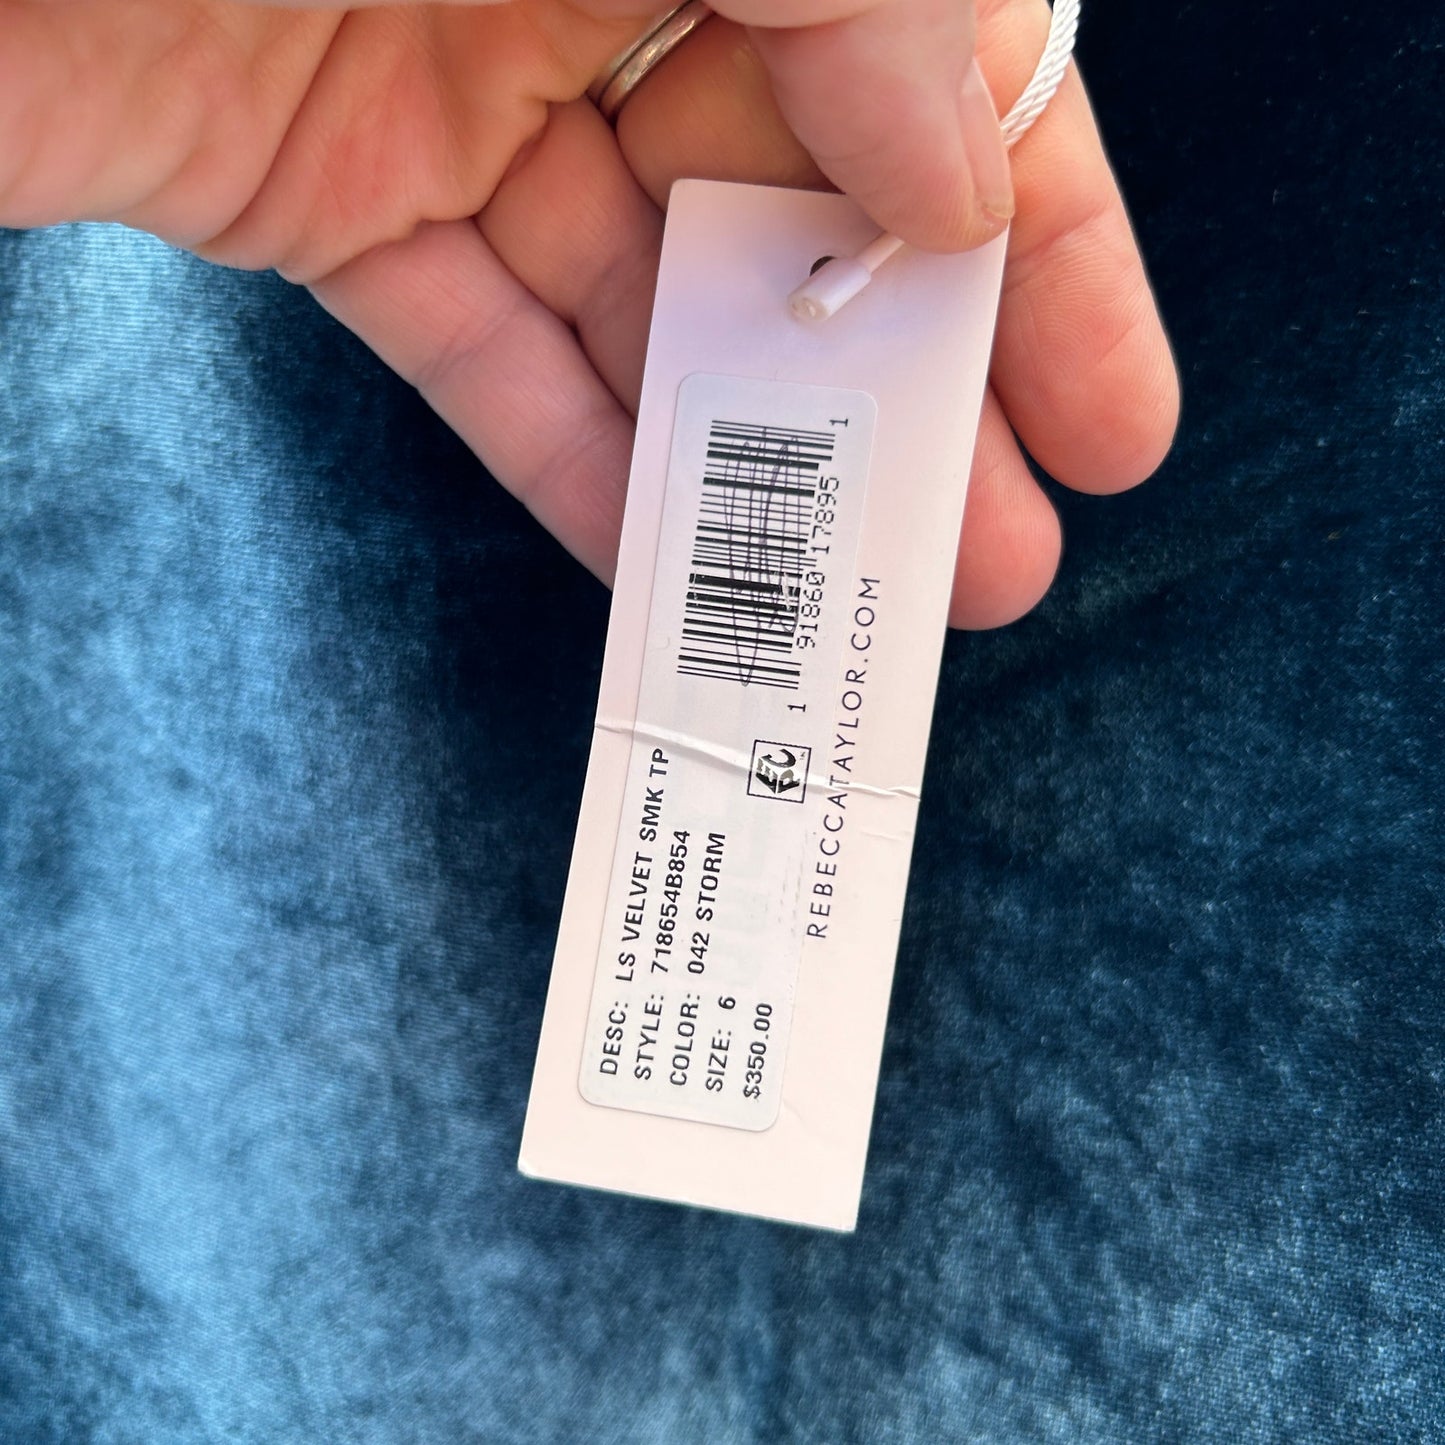 DESC: LS VELVET SMK TP
STYLE: 718654B854
COLOR: 042 STORM
SIZE: 6
$350.00
1 91860 17895 1
EPC
REBECCATAYLOR.COM